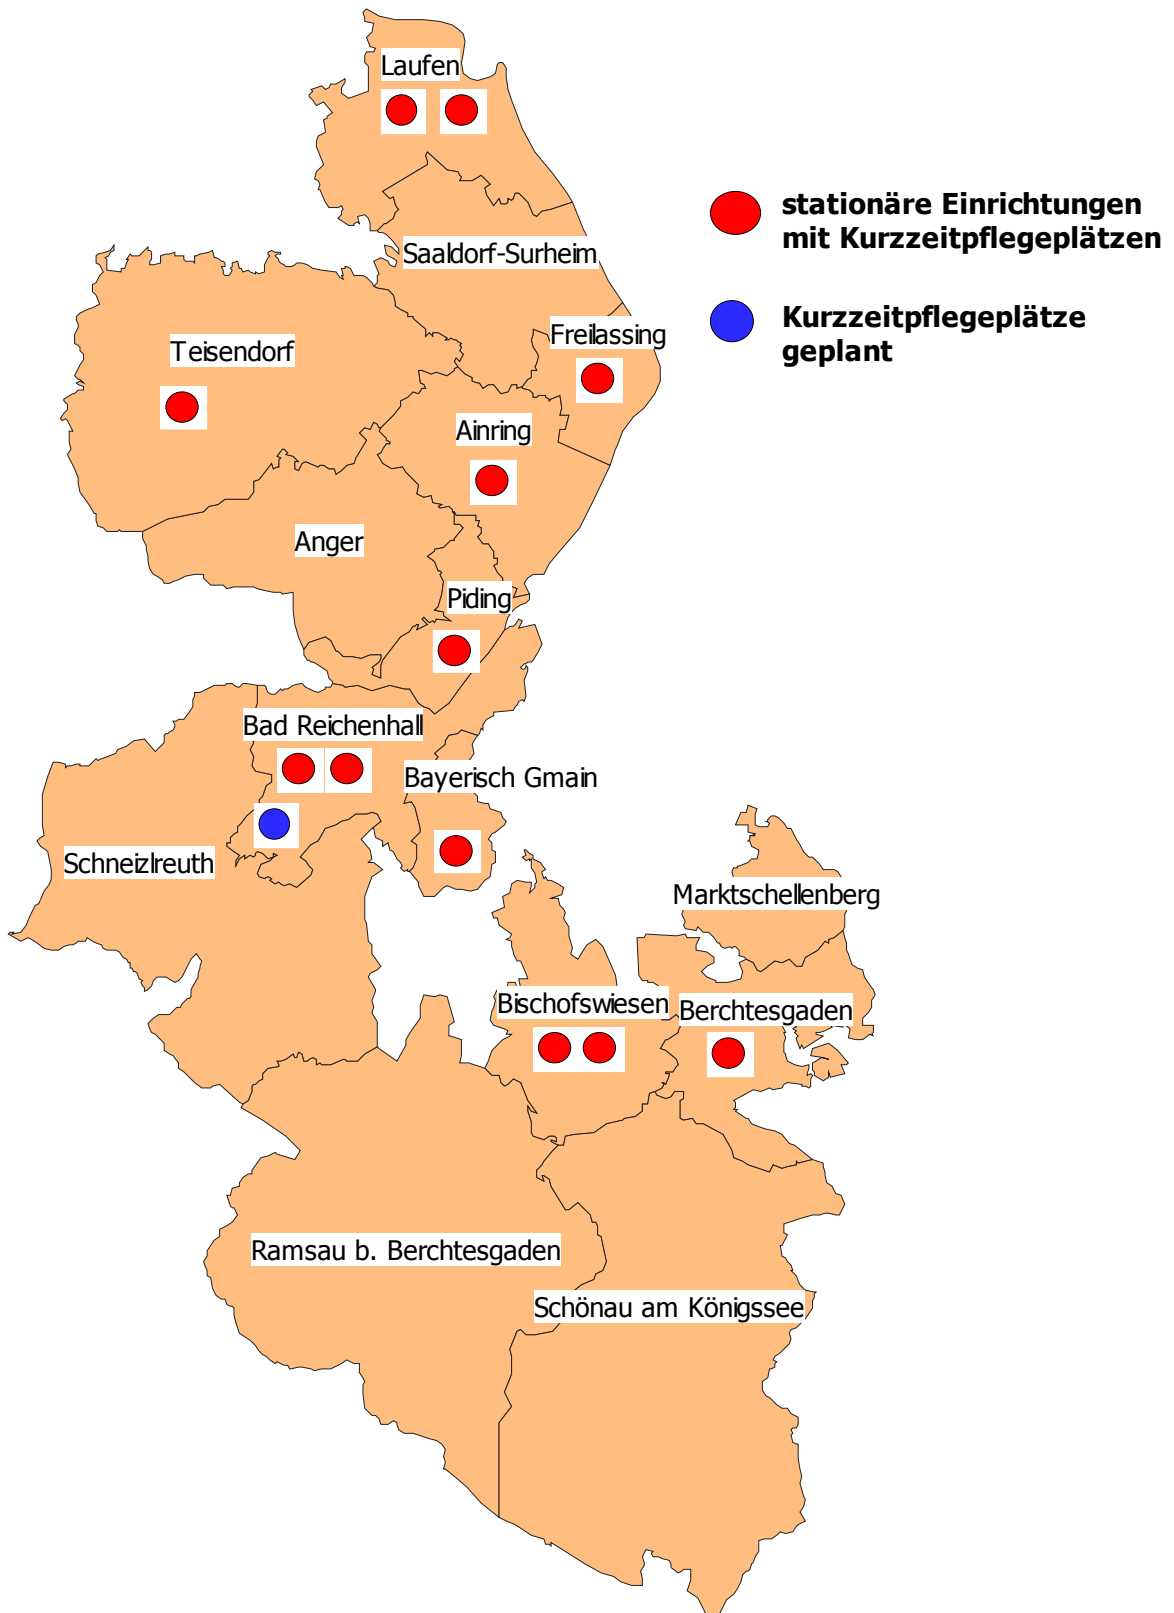 Laufen
stationäre Einrichtungen
mit Kurzzeitpflegeplätzen
Saaldorf-Surheim
Kurzzeitpflegeplätze
geplant
Freilassing
Teisendorf
Ainring
Anger
Piding
Bad Reichenhall
Bayerisch Gmain
Schneizlreuth
Marktschellenberg
Bischofswiesen
Berchtesgaden
Ramsau b. Berchtesgaden
Schönau am Königssee